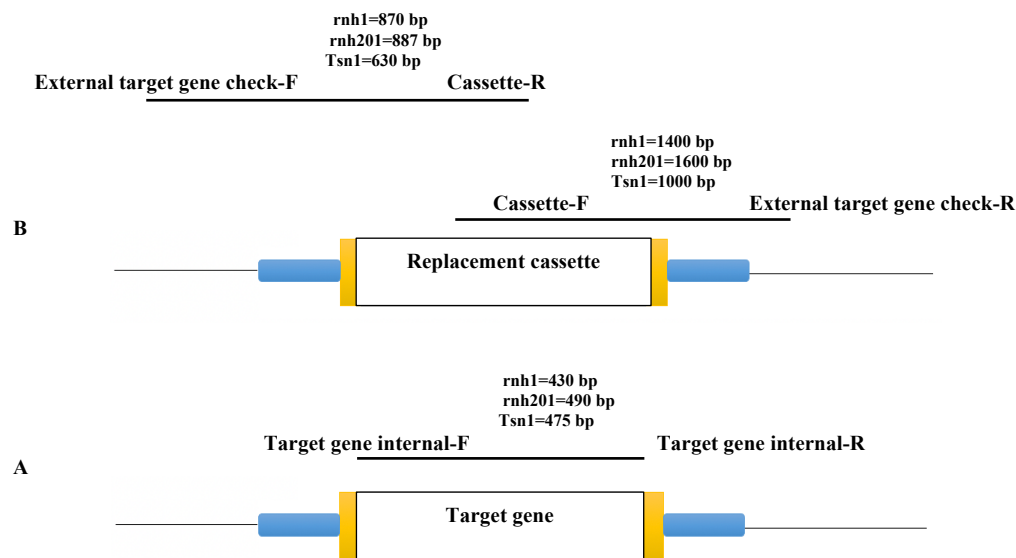 rnh1=870 bp
rnh201=887 bp
Tsn1=630 bp
External target gene check-F
Cassette-R
rnh1=1400 bp
rnh201=1600 bp
Tsn1=1000 bp
Cassette-F
External target gene check-R
B
Replacement cassette
rnh1=430 bp
rnh201=490 bp
Tsn1=475 bp
Target gene internal-F
Target gene internal-R
A
Target gene